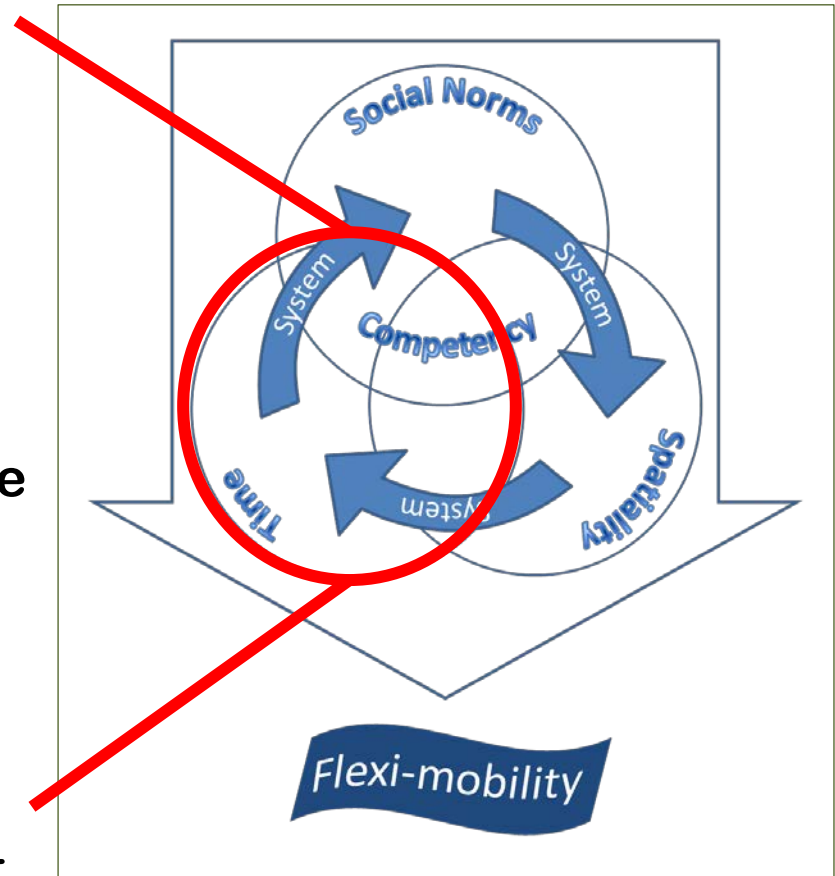 Social Norms
System
System
Competency
e
Time
System
Spatiality
Flexi-mobility
.